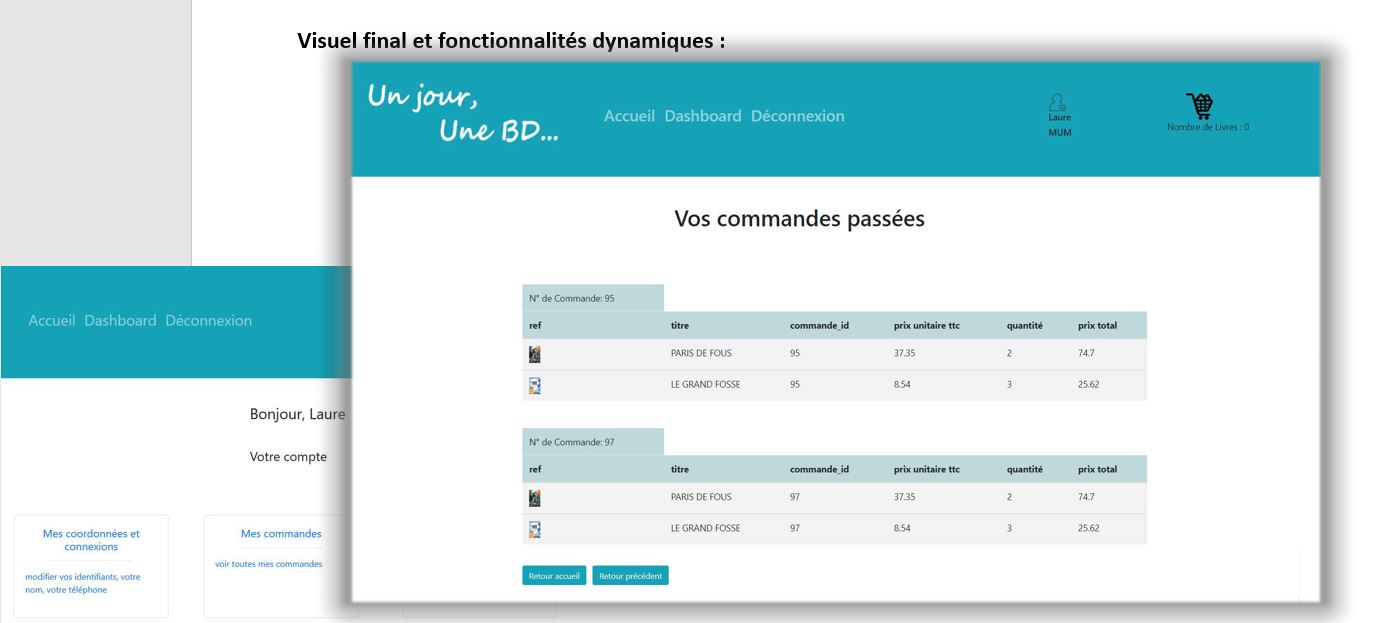 Visuel final et fonctionnalités dynamiques :
Un jour,
Une BD...
Accueil Dashboard Déconnexion
Laure
MUM
Nombre de Livres : 0
Vos commandes passées
N° de Commande: 95
ref titre commande_id prix unitaire ttc quantité prix total
PARIS DE FOUS 95 37.35 2 74.7
LE GRAND FOSSE 95 8.54 3 25.62
N° de Commande: 97
ref titre commande_id prix unitaire ttc quantité prix total
PARIS DE FOUS 97 37.35 2 74.7
LE GRAND FOSSE 97 8.54 3 25.62
Retour accueil Retour précédent
Accueil Dashboard Déconnexion
Bonjour, Laure
Votre compte
Mes coordonnées et
connexions
modifier vos identifiants, votre
nom, votre téléphone
Mes commandes
voir toutes mes commandes